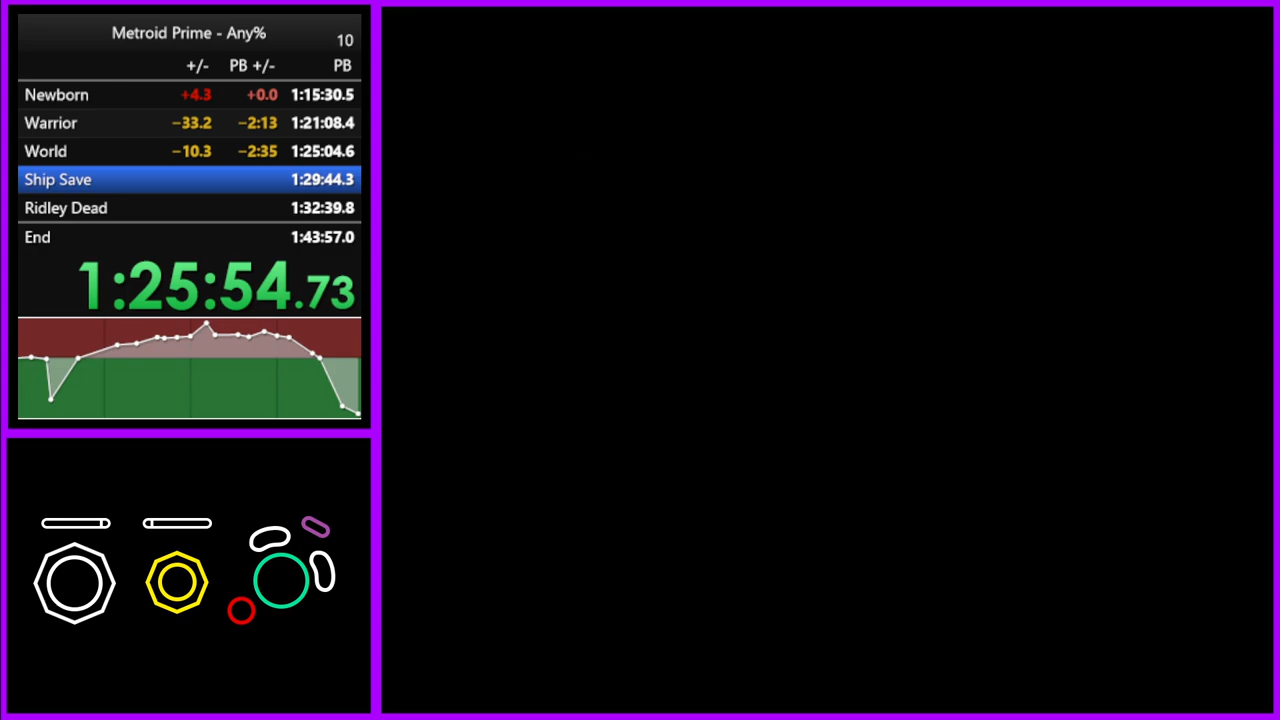 Metroid Prime - Any%
10
+/- PB +/- PB
Newborn +4.3 +0.0 1:15:30.5
Warrior −33.2 −2:13 1:21:08.4
World −10.3 −2:35 1:25:04.6
Ship Save 1:29:44.3
Ridley Dead 1:32:39.8
End 1:43:57.0
1:25:54.73